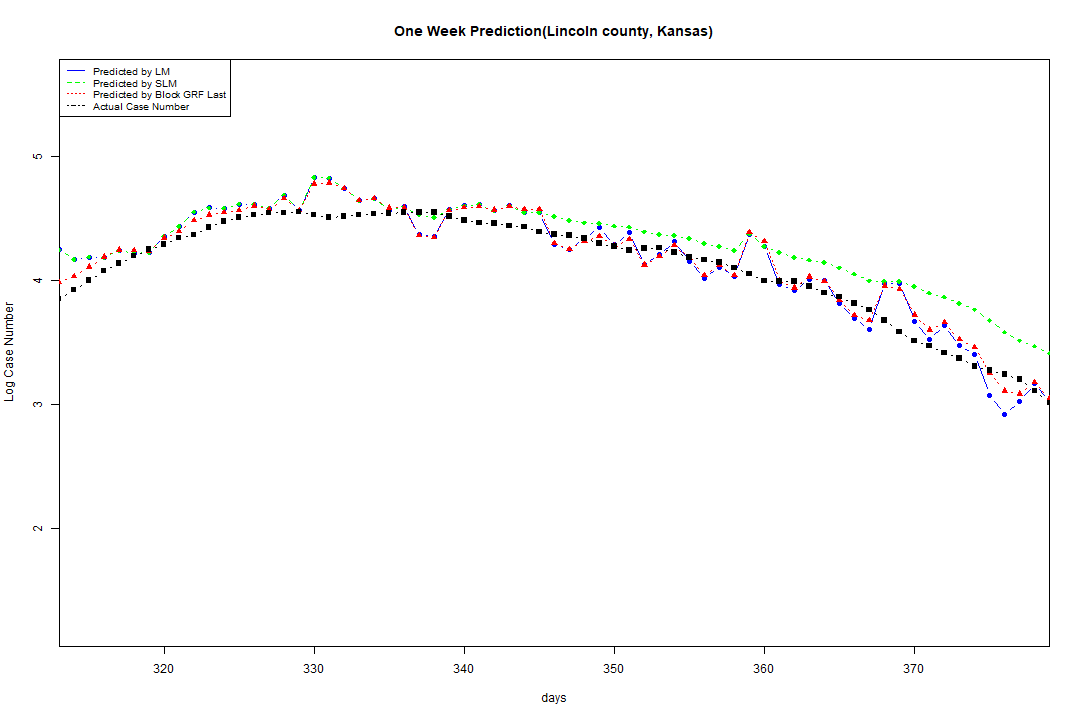 One Week Prediction(Lincoln county, Kansas)
Predicted by LM
Predicted by SLM
Predicted by Block GRF Last
Actual Case Number
5
4
3
2
Log Case Number
320 330 340 350 360 370
days